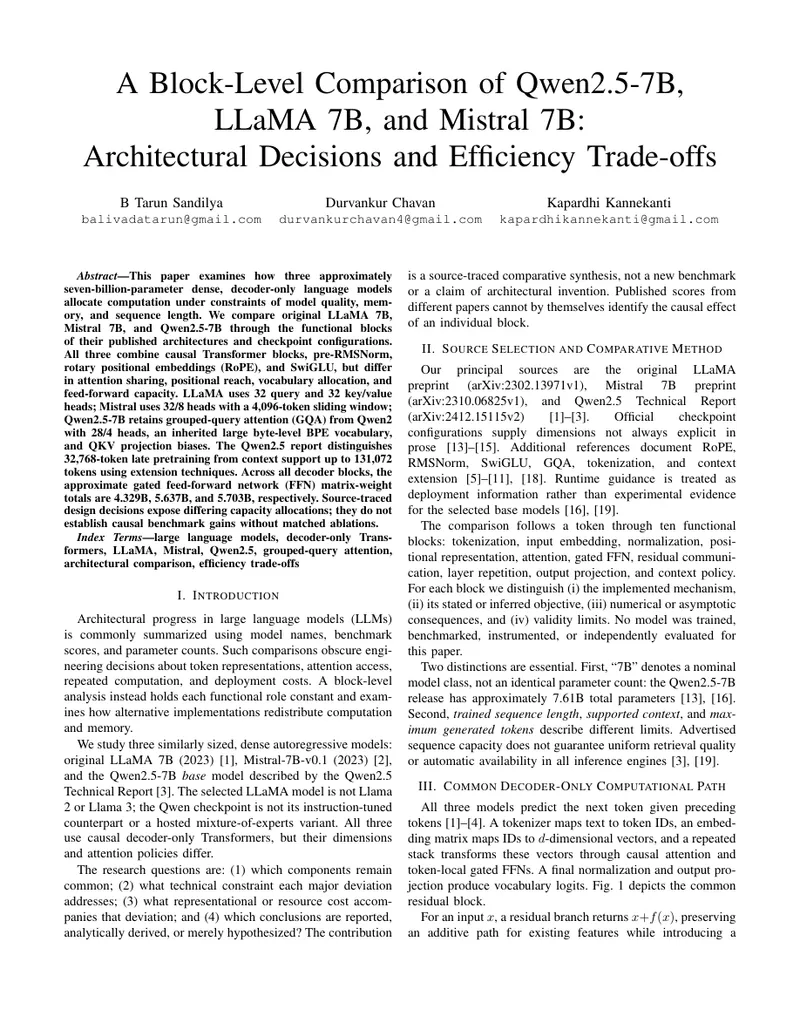 A Block-Level Comparison of Qwen2.5-7B,
LLaMA 7B, and Mistral 7B:
Architectural Decisions and Efficiency Trade-offs
B Tarun Sandilya
balivadatarun@gmail.com
Durvankur Chavan
durvankurchavan4@gmail.com
Kapardhi Kannekanti
kapardhikannekanti@gmail.com
Abstract—This paper examines how three approximately
seven-billion-parameter dense, decoder-only language models
allocate computation under constraints of model quality, mem-
ory, and sequence length. We compare original LLaMA 7B,
Mistral 7B, and Qwen2.5-7B through the functional blocks
of their published architectures and checkpoint configurations.
All three combine causal Transformer blocks, pre-RMSNorm,
rotary positional embeddings (RoPE), and SwiGLU, but differ
in attention sharing, positional reach, vocabulary allocation, and
feed-forward capacity. LLaMA uses 32 query and 32 key/value
heads; Mistral uses 32/8 heads with a 4,096-token sliding window;
Qwen2.5-7B retains grouped-query attention (GQA) from Qwen2
with 28/4 heads, an inherited large byte-level BPE vocabulary,
and QKV projection biases. The Qwen2.5 report distinguishes
32,768-token late pretraining from context support up to 131,072
tokens using extension techniques. Across all decoder blocks, the
approximate gated feed-forward network (FFN) matrix-weight
totals are 4.329B, 5.637B, and 5.703B, respectively. Source-traced
design decisions expose differing capacity allocations; they do not
establish causal benchmark gains without matched ablations.
Index Terms—large language models, decoder-only Trans-
formers, LLaMA, Mistral, Qwen2.5, grouped-query attention,
architectural comparison, efficiency trade-offs
I. INTRODUCTION
Architectural progress in large language models (LLMs)
is commonly summarized using model names, benchmark
scores, and parameter counts. Such comparisons obscure engi-
neering decisions about token representations, attention access,
repeated computation, and deployment costs. A block-level
analysis instead holds each functional role constant and exam-
ines how alternative implementations redistribute computation
and memory.
We study three similarly sized, dense autoregressive models:
original LLaMA 7B (2023) [1], Mistral-7B-v0.1 (2023) [2],
and the Qwen2.5-7B base model described by the Qwen2.5
Technical Report [3]. The selected LLaMA model is not Llama
2 or Llama 3; the Qwen checkpoint is not its instruction-tuned
counterpart or a hosted mixture-of-experts variant. All three
use causal decoder-only Transformers, but their dimensions
and attention policies differ.
The research questions are: (1) which components remain
common; (2) what technical constraint each major deviation
addresses; (3) what representational or resource cost accom-
panies that deviation; and (4) which conclusions are reported,
analytically derived, or merely hypothesized? The contribution
is a source-traced comparative synthesis, not a new benchmark
or a claim of architectural invention. Published scores from
different papers cannot by themselves identify the causal effect
of an individual block.
II. SOURCE SELECTION AND COMPARATIVE METHOD
Our principal sources are the original LLaMA
preprint (arXiv:2302.13971v1), Mistral 7B preprint
(arXiv:2310.06825v1), and Qwen2.5 Technical Report
(arXiv:2412.15115v2) [1]–[3]. Official checkpoint
configurations supply dimensions not always explicit in
prose [13]–[15]. Additional references document RoPE,
RMSNorm, SwiGLU, GQA, tokenization, and context
extension [5]–[11], [18]. Runtime guidance is treated as
deployment information rather than experimental evidence
for the selected base models [16], [19].
The comparison follows a token through ten functional
blocks: tokenization, input embedding, normalization, posi-
tional representation, attention, gated FFN, residual communi-
cation, layer repetition, output projection, and context policy.
For each block we distinguish (i) the implemented mechanism,
(ii) its stated or inferred objective, (iii) numerical or asymptotic
consequences, and (iv) validity limits. No model was trained,
benchmarked, instrumented, or independently evaluated for
this paper.
Two distinctions are essential. First, “7B” denotes a nominal
model class, not an identical parameter count: the Qwen2.5-7B
release has approximately 7.61B total parameters [13], [16].
Second, trained sequence length, supported context, and max-
imum generated tokens describe different limits. Advertised
sequence capacity does not guarantee uniform retrieval quality
or automatic availability in all inference engines [3], [19].
III. COMMON DECODER-ONLY COMPUTATIONAL PATH
All three models predict the next token given preceding
tokens [1]–[4]. A tokenizer maps text to token IDs, an embed-
ding matrix maps IDs to d-dimensional vectors, and a repeated
stack transforms these vectors through causal attention and
token-local gated FFNs. A final normalization and output pro-
jection produce vocabulary logits. Fig. 1 depicts the common
residual block.
For an input x, a residual branch returns x+f(x), preserving
an additive path for existing features while introducing a